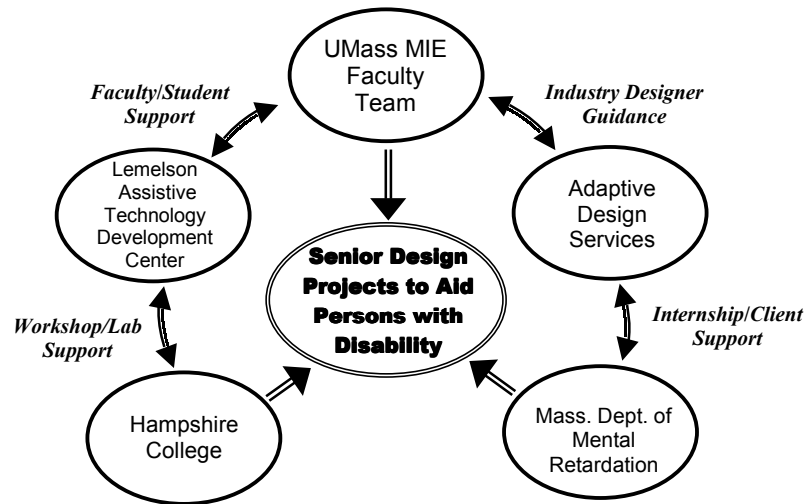 UMass MIE
Faculty
Team
Faculty/Student
Support
Industry Designer
Guidance
Lemelson
Assistive
Technology
Development
Center
Adaptive
Design
Services
Senior Design
Projects to Aid
Persons with
Disability
Workshop/Lab
Support
Internship/Client
Support
Hampshire
College
Mass. Dept. of
Mental
Retardation